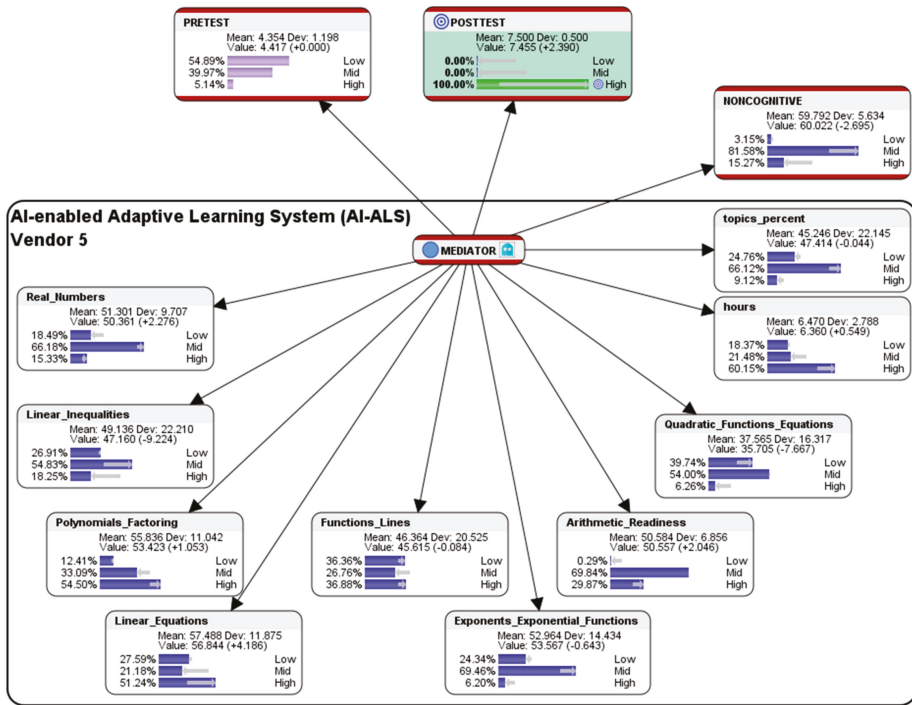 PRETEST
Mean: 4.354 Dev: 1.198
Value: 4.417 (+0.000)
54.89% Low
39.97% Mid
5.14% High
POSTTEST
Mean: 7.500 Dev: 0.500
Value: 7.455 (+2.390)
0.00% Low
0.00% Mid
100.00% High
NONCOGNITIVE
Mean: 59.792 Dev: 5.634
Value: 60.022 (-2.695)
3.15% Low
81.58% Mid
15.27% High
AI-enabled Adaptive Learning System (AI-ALS)
Vendor 5
MEDIATOR
topics_percent
Mean: 45.246 Dev: 22.145
Value: 47.414 (-0.044)
24.76% Low
66.12% Mid
9.12% High
Real_Numbers
Mean: 51.301 Dev: 9.707
Value: 50.361 (+2.276)
18.49% Low
66.18% Mid
15.33% High
hours
Mean: 6.470 Dev: 2.788
Value: 6.360 (+0.549)
18.37% Low
21.48% Mid
60.15% High
Linear_Inequalities
Mean: 49.136 Dev: 22.210
Value: 47.160 (-9.224)
26.91% Low
54.83% Mid
18.25% High
Quadratic_Functions_Equations
Mean: 37.565 Dev: 16.317
Value: 35.705 (-7.667)
39.74% Low
54.00% Mid
6.26% High
Polynomials_Factoring
Mean: 55.836 Dev: 11.042
Value: 53.423 (+1.053)
12.41% Low
33.09% Mid
54.50% High
Functions_Lines
Mean: 46.364 Dev: 20.525
Value: 45.615 (-0.084)
36.36% Low
26.76% Mid
36.88% High
Arithmetic_Readiness
Mean: 50.584 Dev: 6.856
Value: 50.557 (+2.046)
0.29% Low
69.84% Mid
29.87% High
Linear_Equations
Mean: 57.488 Dev: 11.875
Value: 56.844 (+4.186)
27.59% Low
21.18% Mid
51.24% High
Exponents_Exponential_Functions
Mean: 52.964 Dev: 14.434
Value: 53.567 (-0.643)
24.34% Low
69.46% Mid
6.20% High